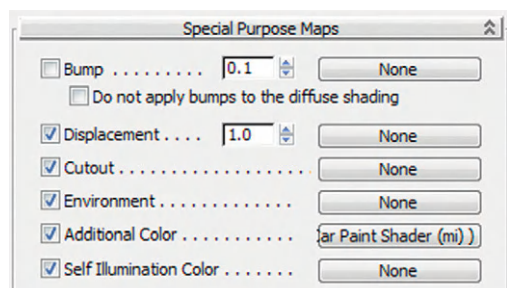 Special Purpose Maps
Bump . . . . . . . . . 0.1 None
Do not apply bumps to the diffuse shading
Displacement . . . . 1.0 None
Cutout . . . . . . . . . . . . . . . . . . . None
Environment . . . . . . . . . . . . . None
Additional Color . . . . . . . . . . . ar Paint Shader (mi) )
Self Illumination Color . . . . . . . None